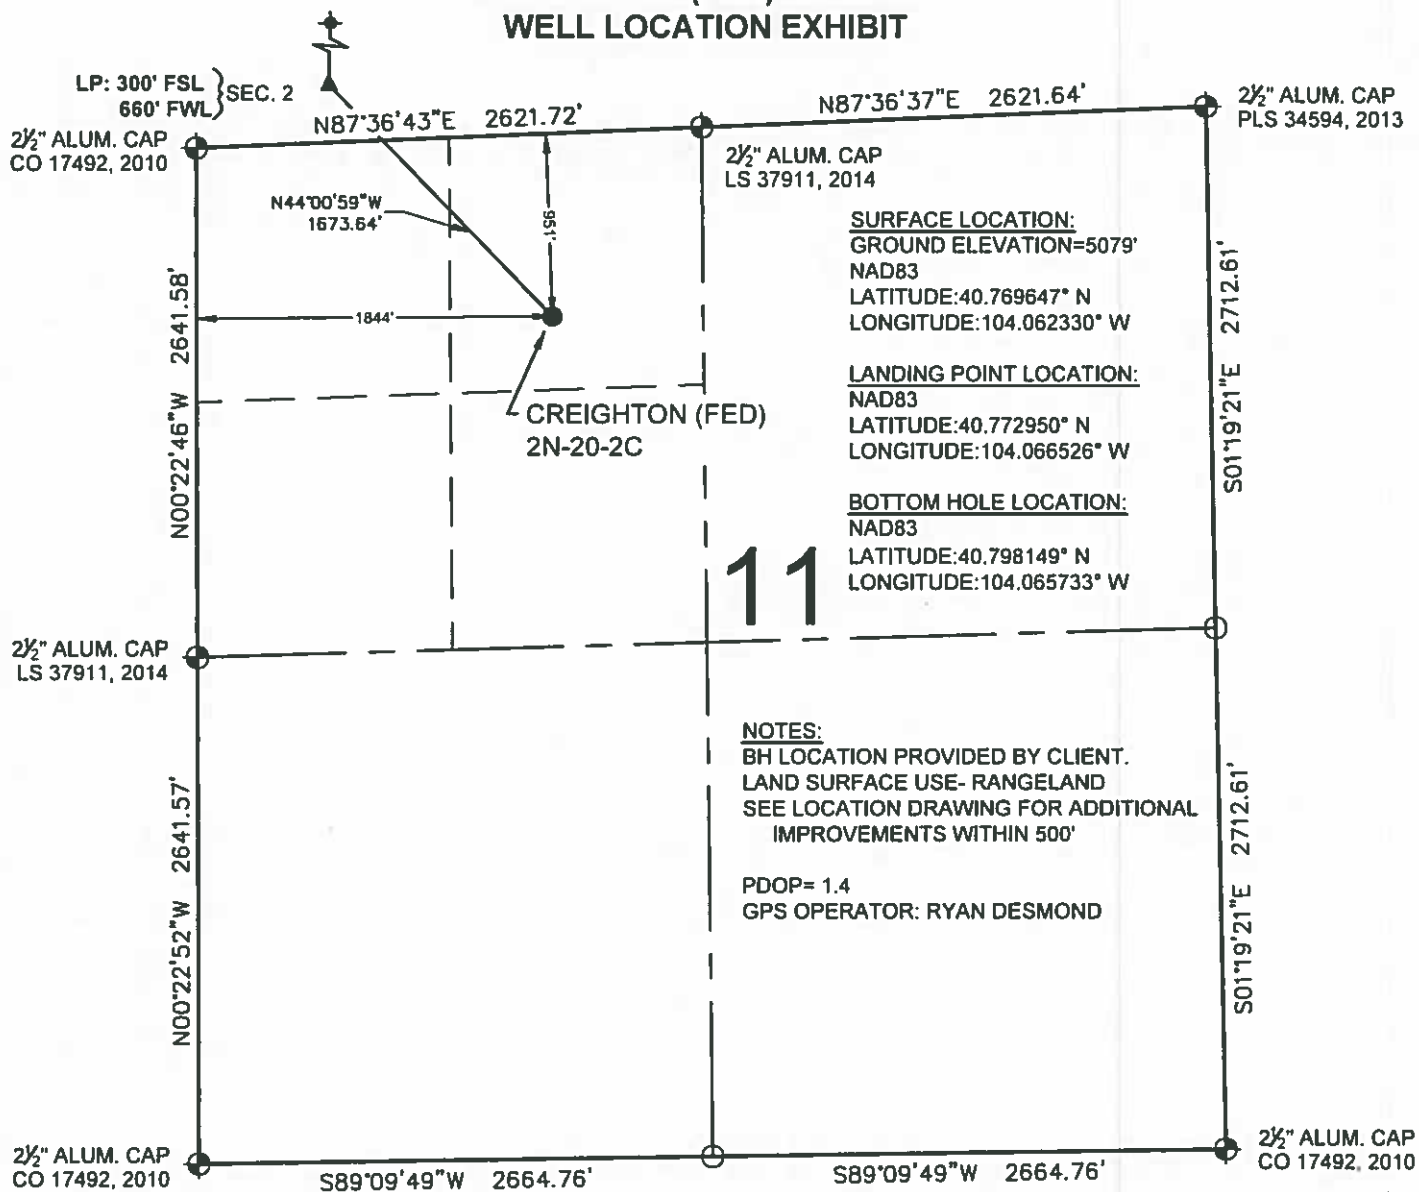 WELL LOCATION EXHIBIT
LP: 300' FSL
660' FWL
SEC. 2
N87°36'43"E 2621.72'
N87°36'37"E 2621.64'
2½" ALUM. CAP
PLS 34594, 2013
2½" ALUM. CAP
CO 17492, 2010
2½" ALUM. CAP
LS 37911, 2014
N44°00'59"W
1673.64'
951'
1844'
SURFACE LOCATION:
GROUND ELEVATION=5079'
NAD83
LATITUDE:40.769647° N
LONGITUDE:104.062330° W
LANDING POINT LOCATION:
NAD83
LATITUDE:40.772950° N
LONGITUDE:104.066526° W
BOTTOM HOLE LOCATION:
NAD83
LATITUDE:40.798149° N
LONGITUDE:104.065733° W
N00°22'46"W 2641.58'
S01°19'21"E 2712.61'
CREIGHTON (FED)
2N-20-2C
11
2½" ALUM. CAP
LS 37911, 2014
NOTES:
BH LOCATION PROVIDED BY CLIENT.
LAND SURFACE USE- RANGELAND
SEE LOCATION DRAWING FOR ADDITIONAL
IMPROVEMENTS WITHIN 500'
PDOP= 1.4
GPS OPERATOR: RYAN DESMOND
N00°22'52"W 2641.57'
S01°19'21"E 2712.61'
2½" ALUM. CAP
CO 17492, 2010
S89°09'49"W 2664.76'
S89°09'49"W 2664.76'
2½" ALUM. CAP
CO 17492, 2010